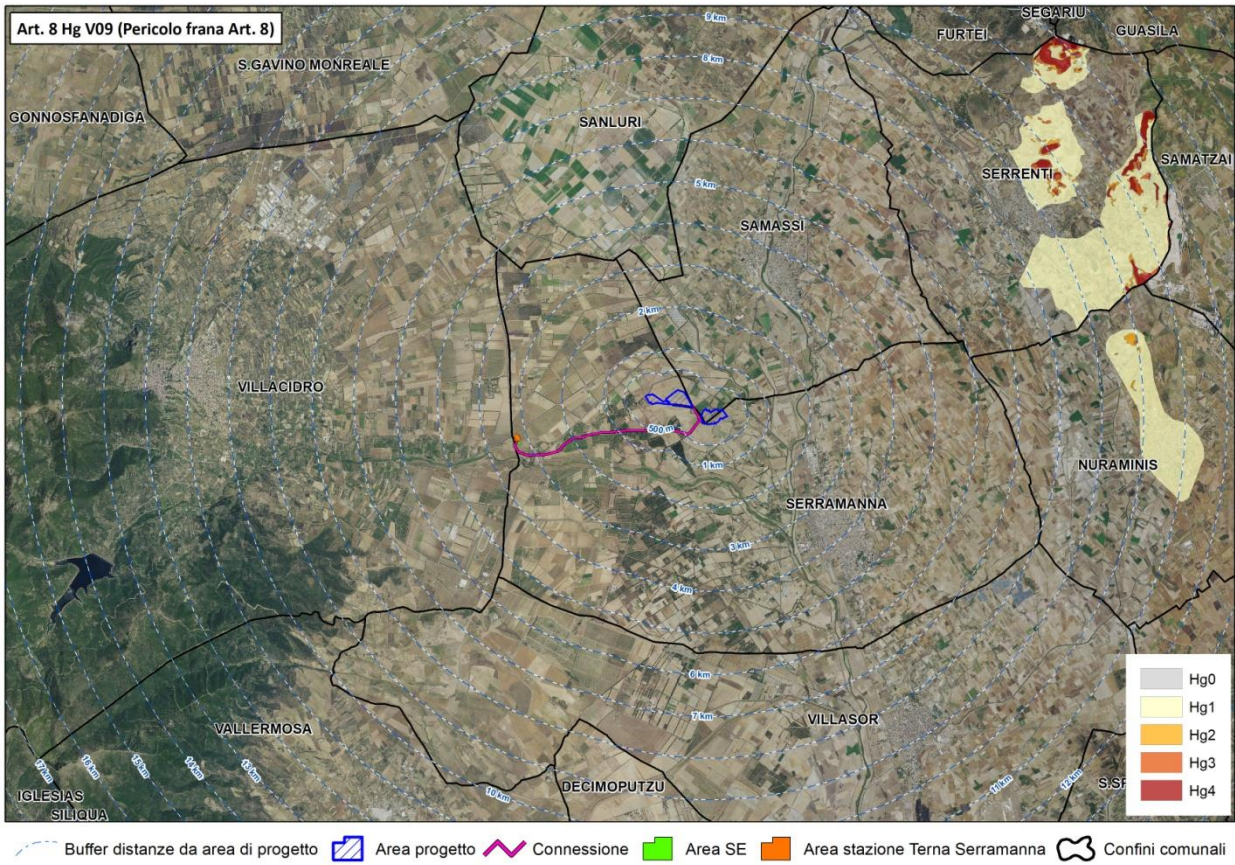 Art. 8 Hg V09 (Pericolo frana Art. 8)
9 km
SEGARIU
FURTEI
GUASILA
8 km
S.GAVINO MONREALE
GONNOSFANADIGA
SANLURI
SAMATZAI
SERRENTI
5 km
SAMASSI
2 km
VILLACIDRO
500 m
1 km
NURAMINIS
SERRAMANNA
3 km
4 km
6 km
7 km
VILLASOR
VALLERMOSA
DECIMOPUTZU
17 km
16 km
15 km
14 km
13 km
10 km
11 km
12 km
IGLESIAS
SILIQUA
S.SP
Hg0
Hg1
Hg2
Hg3
Hg4
Buffer distanze da area di progetto
Area progetto
Connessione
Area SE
Area stazione Terna Serramanna
Confini comunali